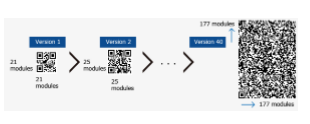 177 modules
Version 1
Version 2
Version 40
21
modules
25
modules
. . .
21
modules
25
modules
177 modules